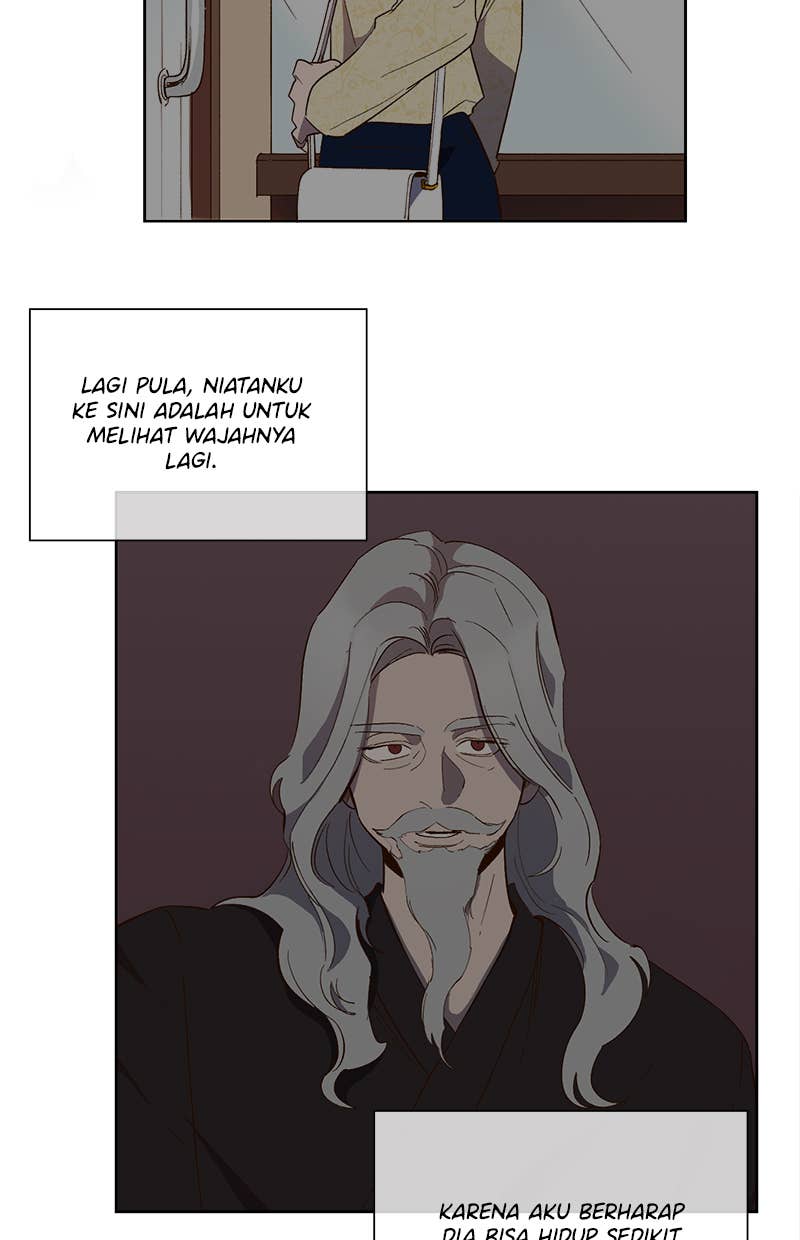 LAGI PULA, NIATANKU
KE SINI ADALAH UNTUK
MELIHAT WAJAHNYA
LAGI.
KARENA AKU BERHARAP
DIA BISA HIDUP SEDIKIT